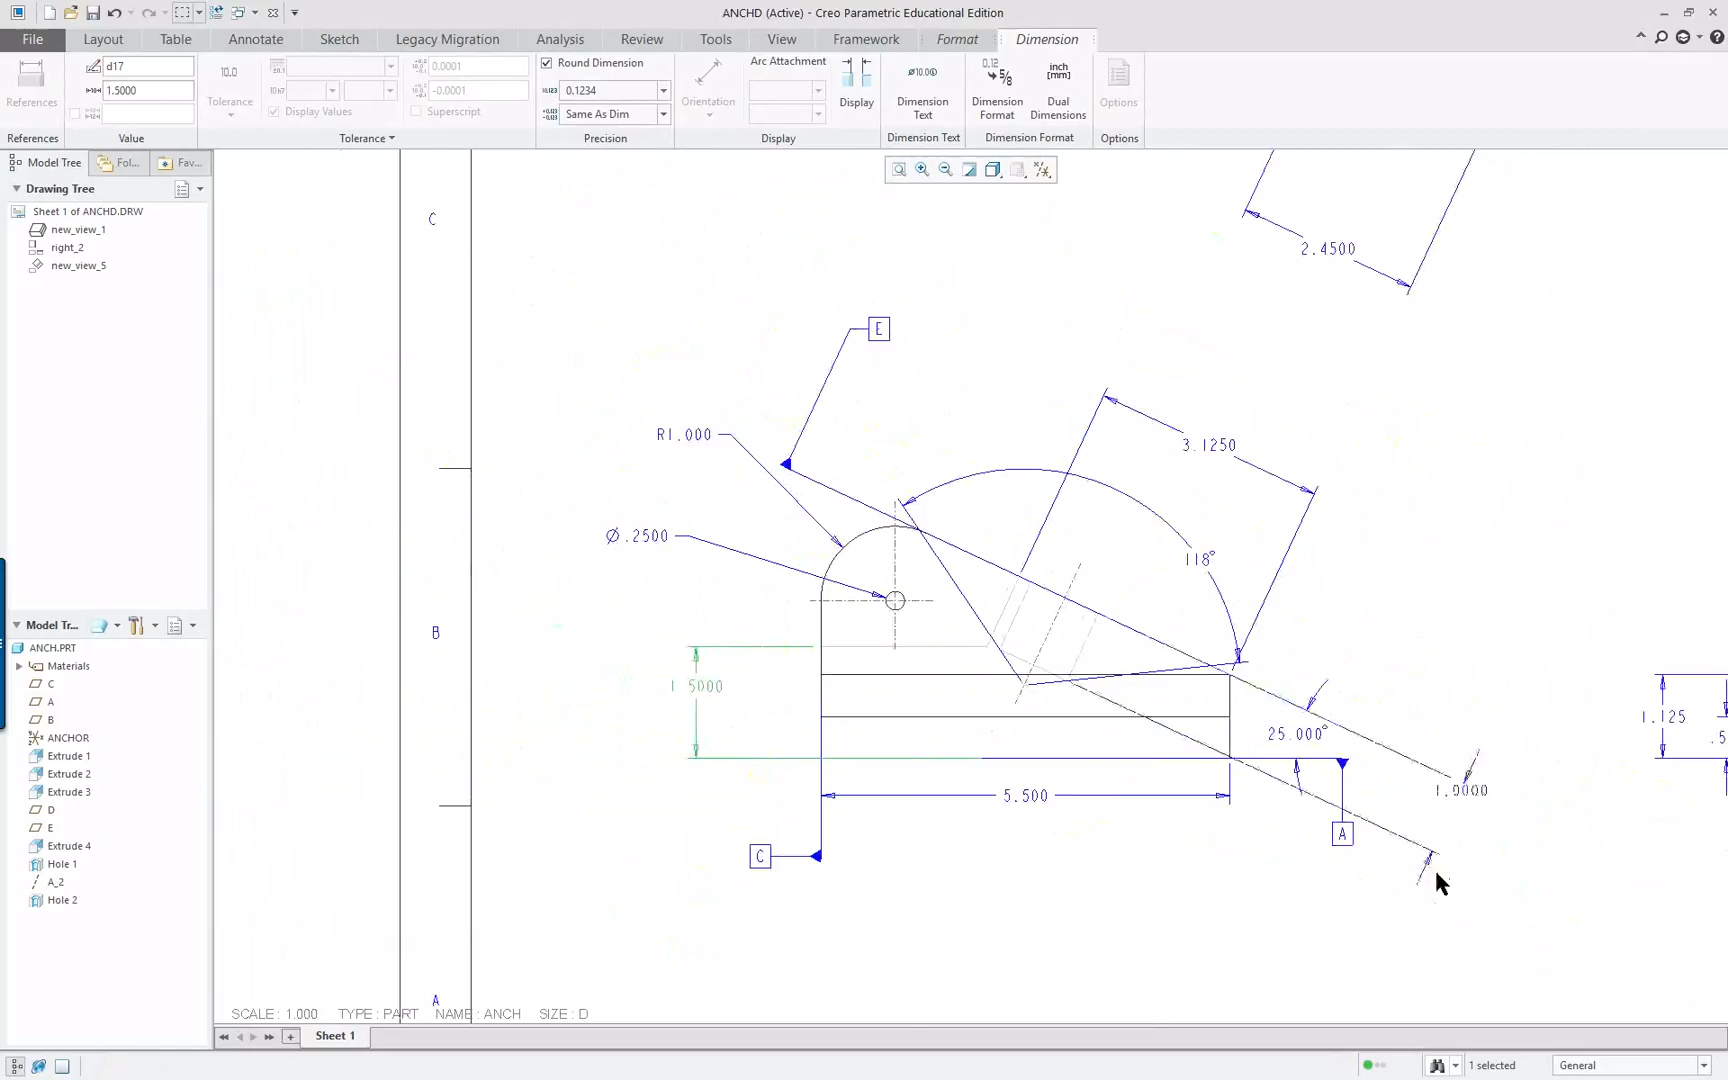 ANCHD (Active) - Creo Parametric Educational Edition
File Layout Table Annotate Sketch Legacy Migration Analysis Review Tools View Framework Format Dimension
d17
1.5000
References
Value
10.0
Tolerance
Display Values
0.0001
-0.0001
Superscript
Tolerance
Round Dimension
0.1234
Same As Dim
Precision
Orientation
Arc Attachment
Display
Display
Dimension Text
Dimension Text
Dimension Format
Dual Dimensions
inch [mm]
Dimension Format
Options
Options
References
Model Tree Fol... Fav...
Drawing Tree
Sheet 1 of ANCHD.DRW
new_view_1
right_2
new_view_5
Model Tr...
ANCH.PRT
Materials
C
A
B
ANCHOR
Extrude 1
Extrude 2
Extrude 3
D
E
Extrude 4
Hole 1
A_2
Hole 2
C
B
A
2.4500
E
R1.000
3.1250
Ø.2500
118°
1.5000
25.000°
1.125
.5
1.0000
5.500
A
C
SCALE : 1.000 TYPE : PART NAME : ANCH SIZE : D
Sheet 1
1 selected
General